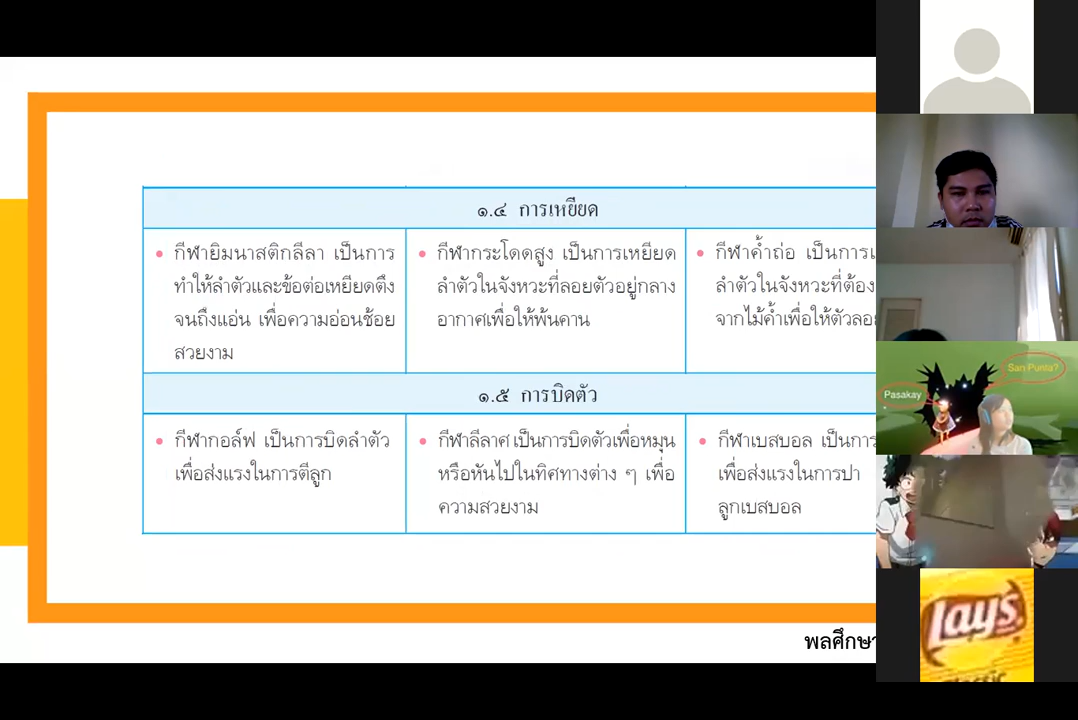 ๑.๔ การเหยียด
• กีฬายิมนาสติกลีลา เป็นการ
ทำให้ลำตัวและข้อต่อเหยียดตึง
จนถึงแอ่น เพื่อความอ่อนช้อย
สวยงาม
• กีฬากระโดดสูง เป็นการเหยียด
ลำตัวในจังหวะที่ลอยตัวอยู่กลาง
อากาศเพื่อให้พ้นคาน
• กีฬาค้ำถ่อ เป็นการเ
ลำตัวในจังหวะที่ต้อง
จากไม้ค้ำเพื่อให้ตัวลอย
๑.๕ การบิดตัว
• กีฬากอล์ฟ เป็นการบิดลำตัว
เพื่อส่งแรงในการตีลูก
• กีฬาลีลาศ เป็นการบิดตัวเพื่อหมุน
หรือหันไปในทิศทางต่าง ๆ เพื่อ
ความสวยงาม
• กีฬาเบสบอล เป็นการ
เพื่อส่งแรงในการปา
ลูกเบสบอล
พลศึกษา
San Punta?
Pasakay
Lay's
Classic